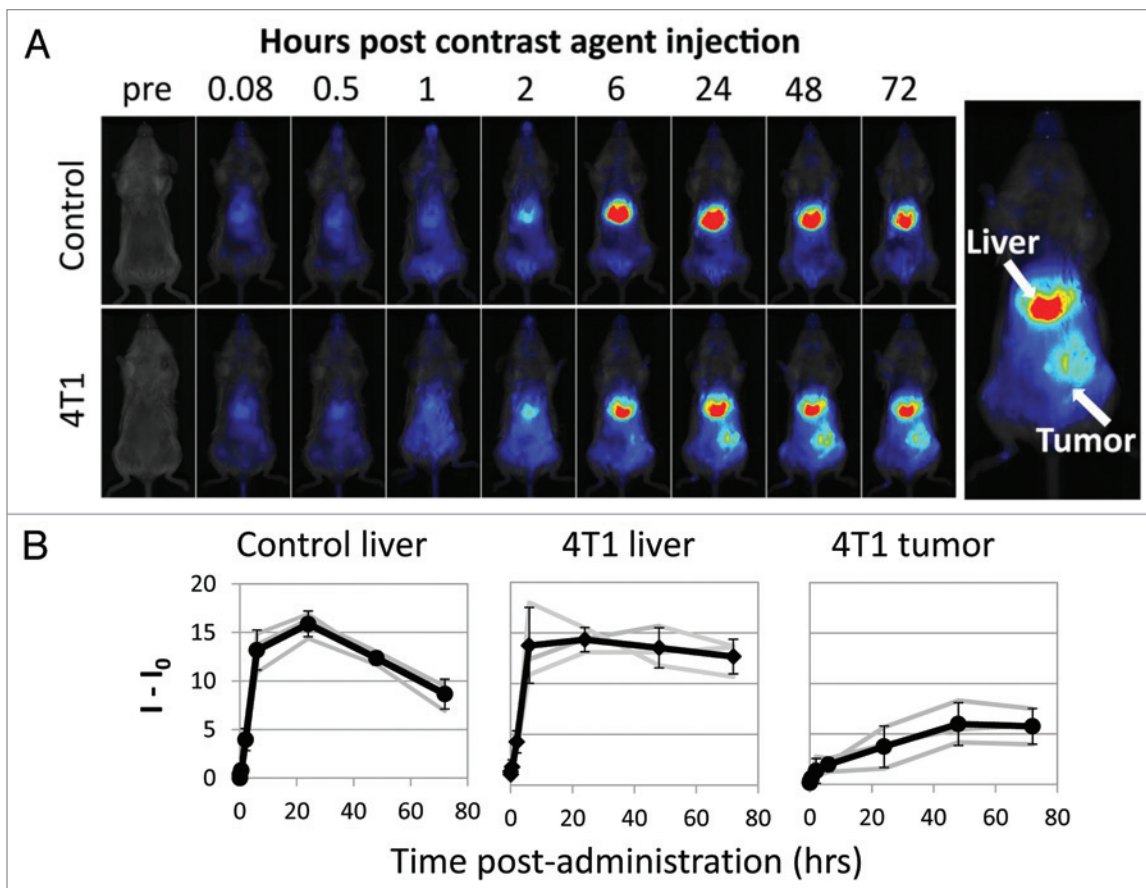 A
Hours post contrast agent injection
pre 0.08 0.5 1 2 6 24 48 72
Control
4T1
Liver
Tumor
B
Control liver 4T1 liver 4T1 tumor
I - I₀
20
15
10
5
0
0 20 40 60 80 0 20 40 60 80 0 20 40 60 80
Time post-administration (hrs)